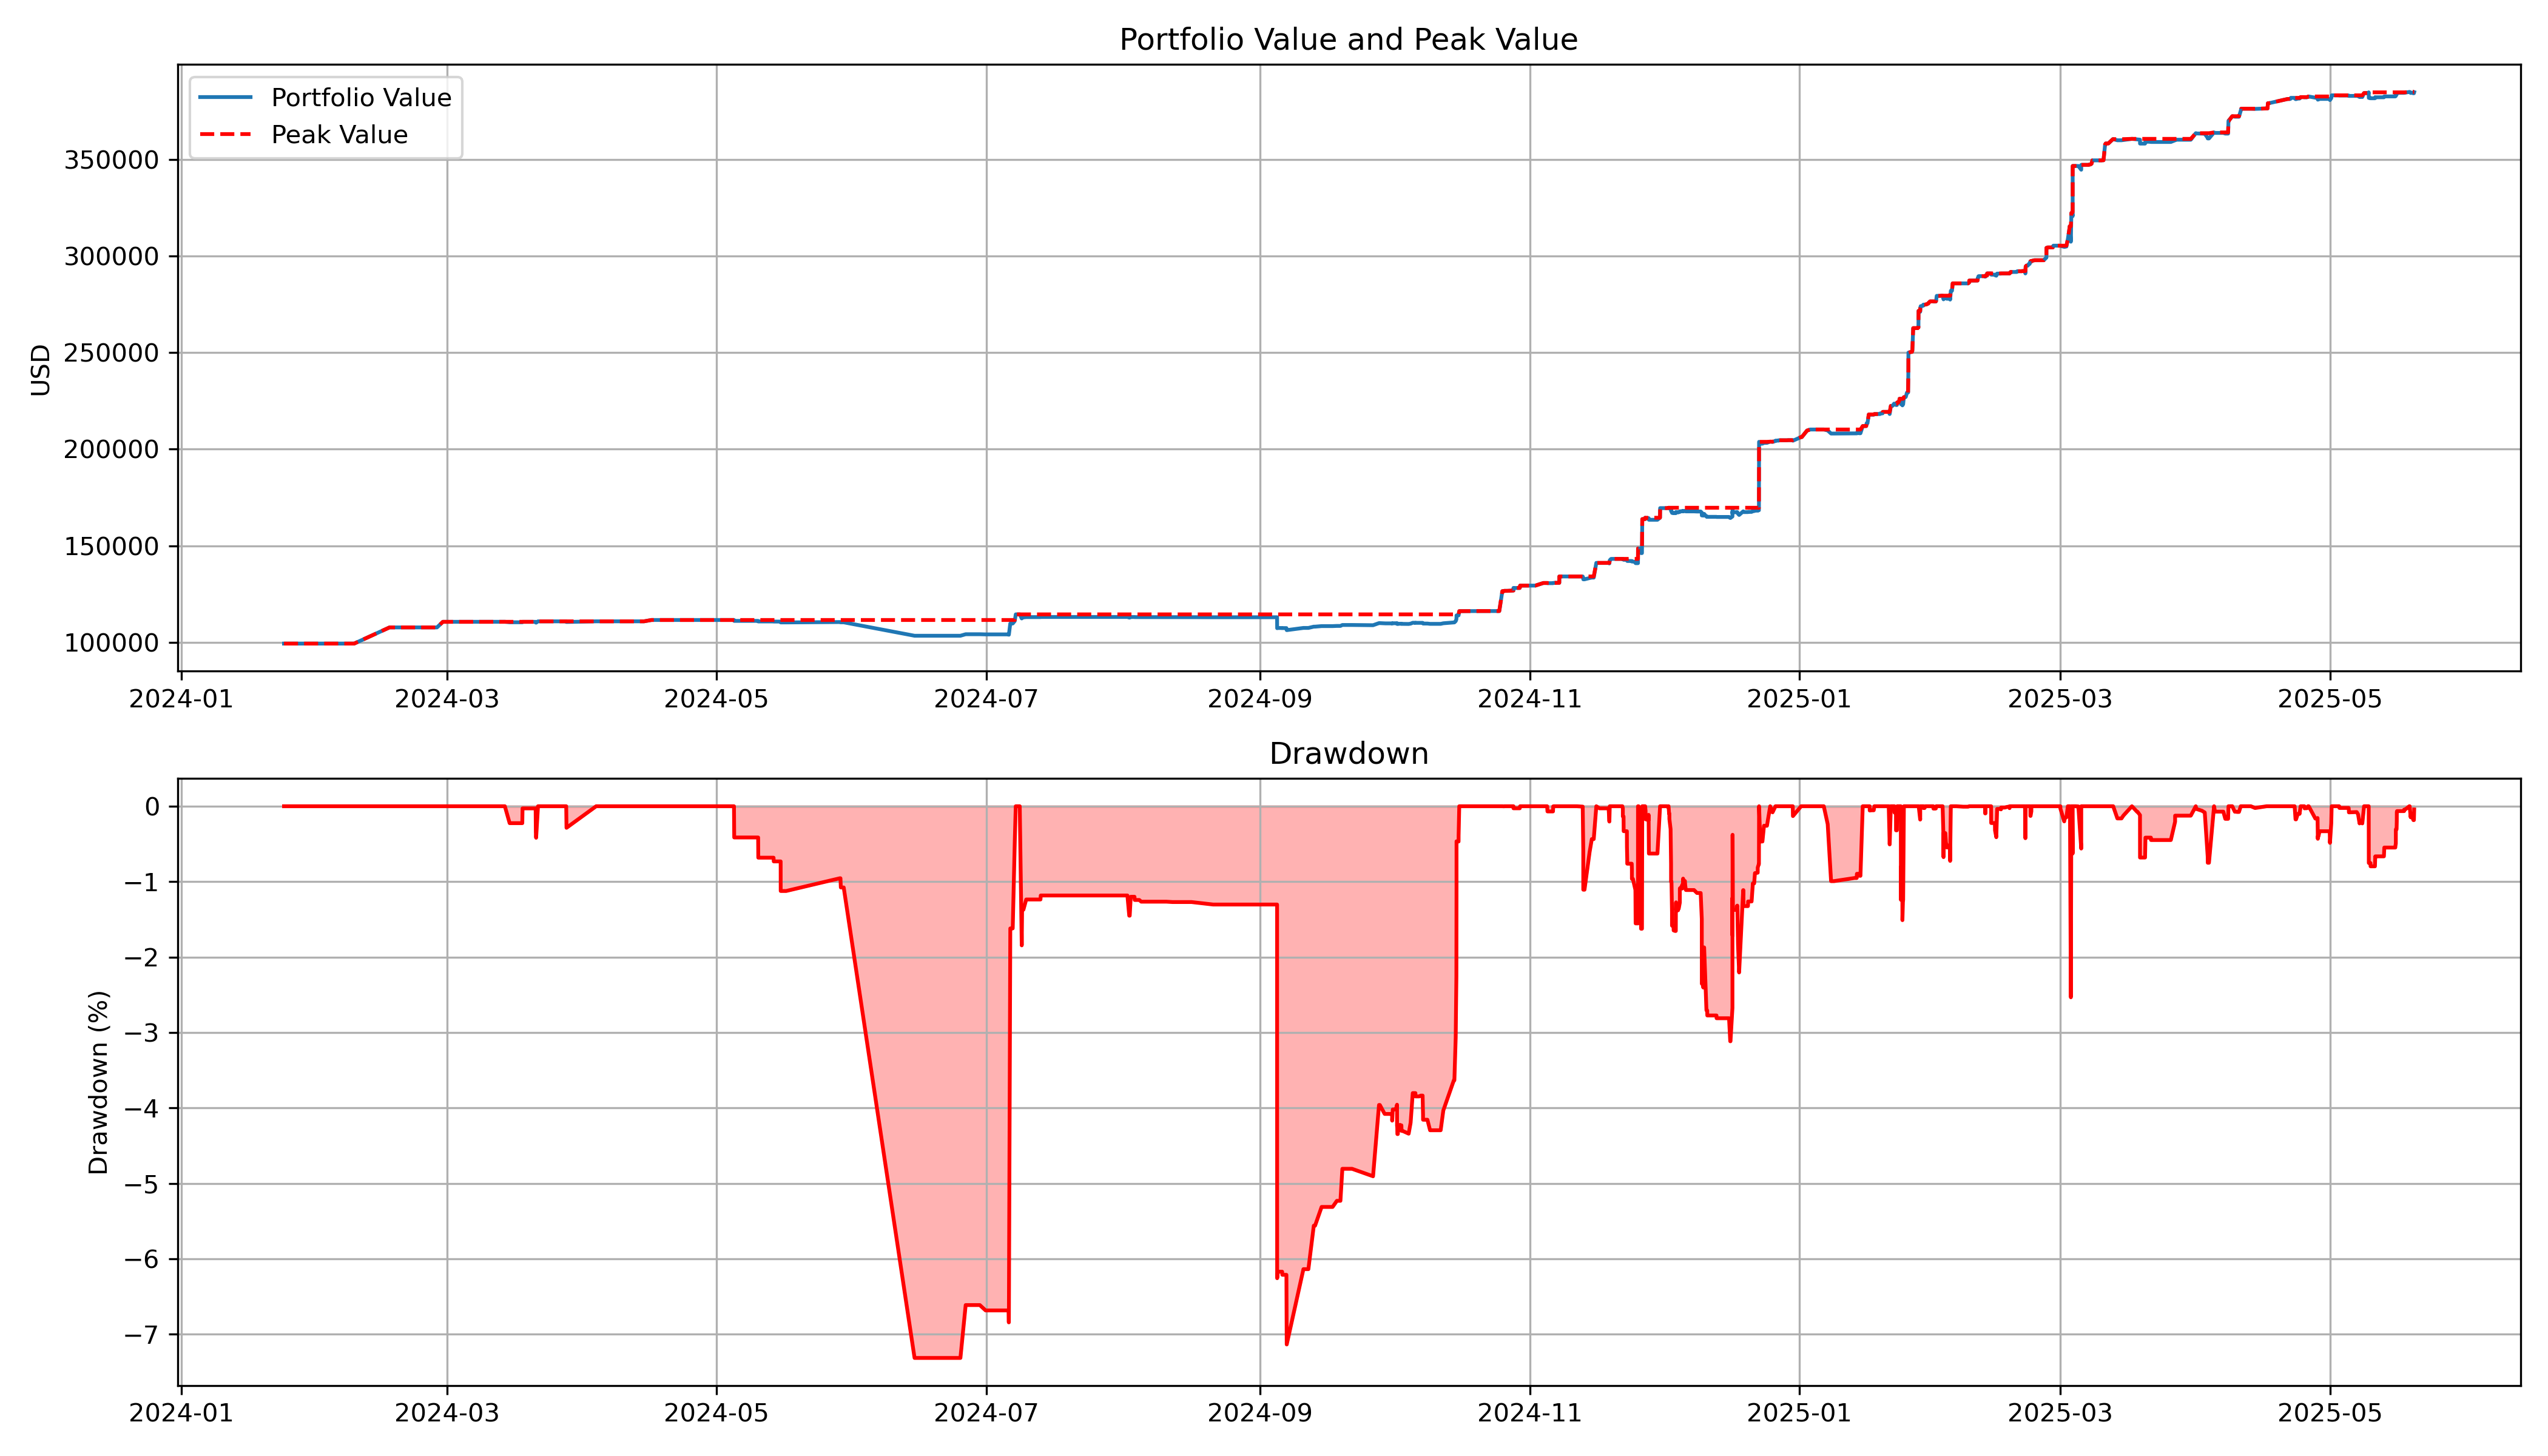 Portfolio Value and Peak Value
Portfolio Value
Peak Value
USD
350000
300000
250000
200000
150000
100000
2024-01 2024-03 2024-05 2024-07 2024-09 2024-11 2025-01 2025-03 2025-05
Drawdown
Drawdown (%)
0
−1
−2
−3
−4
−5
−6
−7
2024-01 2024-03 2024-05 2024-07 2024-09 2024-11 2025-01 2025-03 2025-05